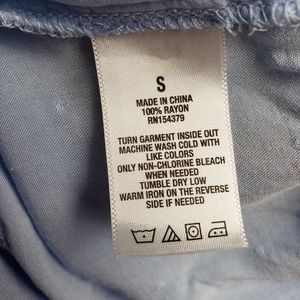 S
MADE IN CHINA
100% RAYON
RN154379
TURN GARMENT INSIDE OUT
MACHINE WASH COLD WITH
LIKE COLORS
ONLY NON-CHLORINE BLEACH
WHEN NEEDED
TUMBLE DRY LOW
WARM IRON ON THE REVERSE
SIDE IF NEEDED